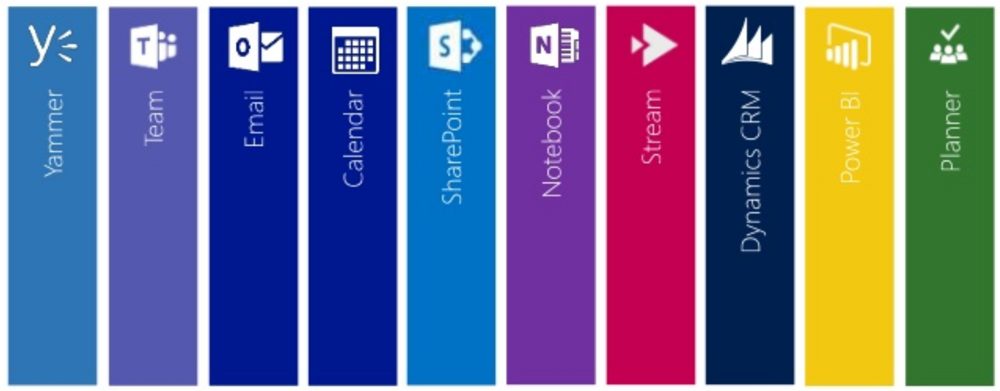 Yammer
T
Team
O
Email
Calendar
S
SharePoint
N
Notebook
Stream
Dynamics CRM
Power BI
Planner